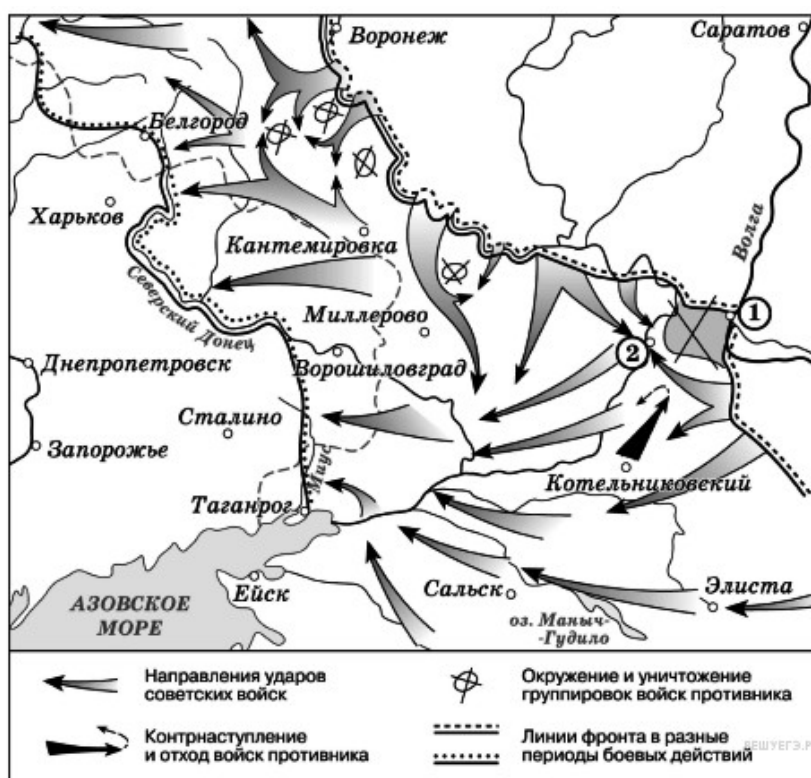 Воронеж
Саратов
Белгород
Харьков
Волга
Кантемировка
Северский Донец
Миллерово
1
2
Днепропетровск
Ворошиловград
Сталино
Запорожье
Миус
Котельниковский
Таганрог
Ейск
Сальск
Элиста
АЗОВСКОЕ
МОРЕ
оз. Маныч-
-Гудило
Направления ударов
советских войск
Окружение и уничтожение
группировок войск противника
Контрнаступление
и отход войск противника
Линии фронта в разные
периоды боевых действий